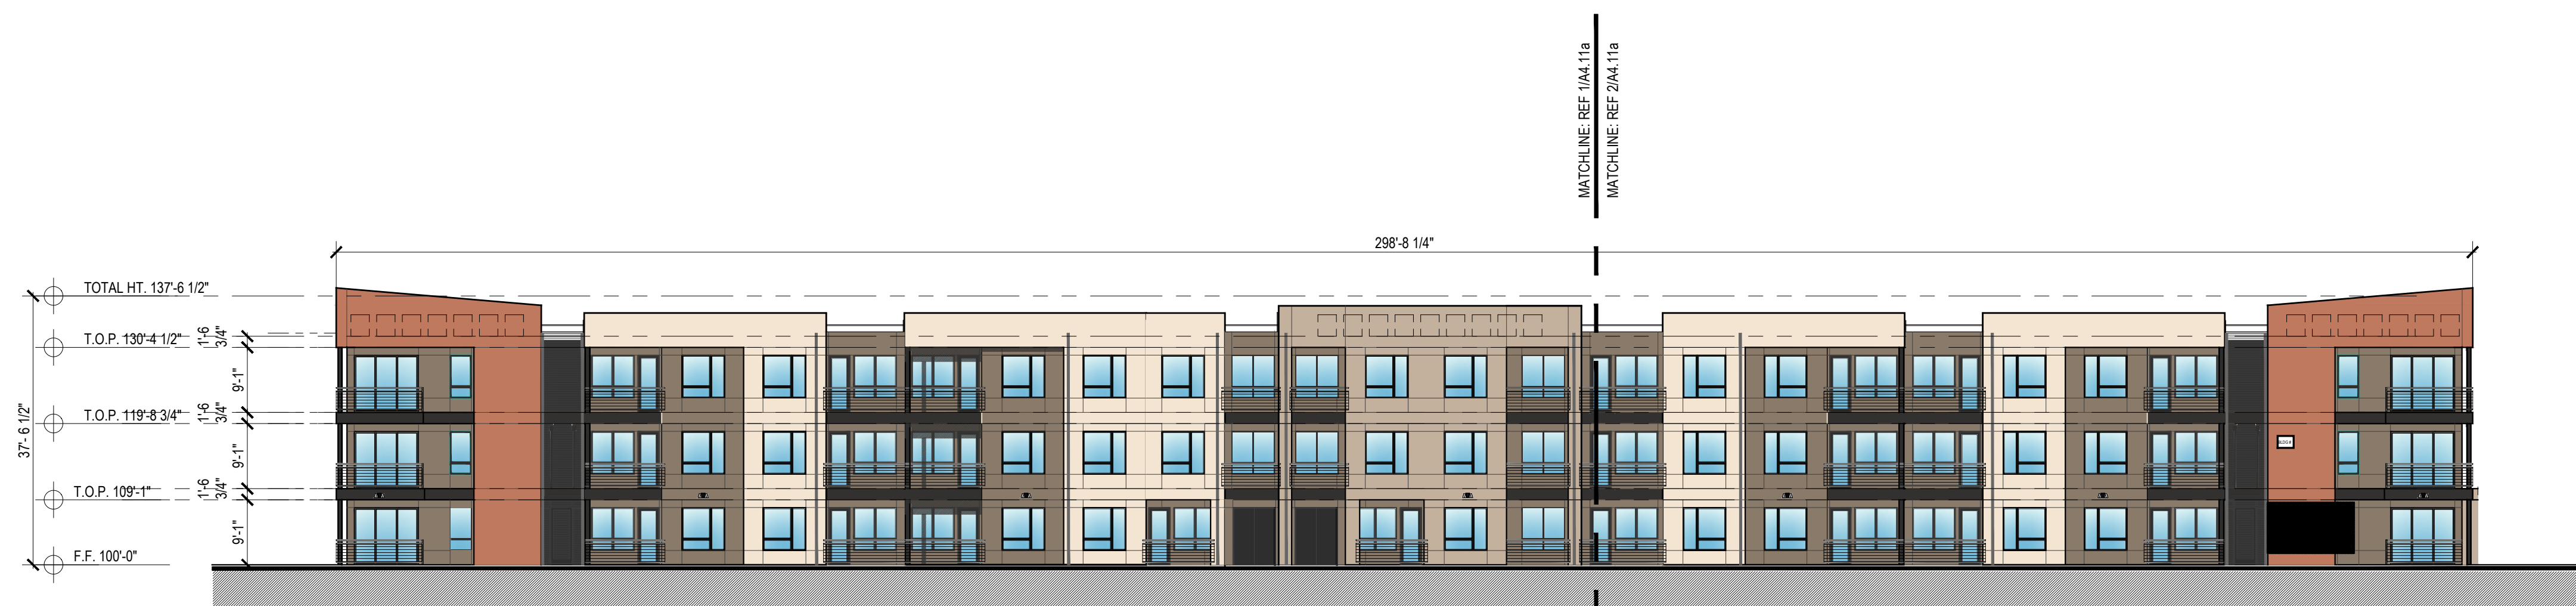 MATCHLINE: REF 1/A4.11a
MATCHLINE: REF 2/A4.11a
298'-8 1/4"
TOTAL HT. 137'-6 1/2"
T.O.P. 130'-4 1/2"
1'-6
3/4"
9'-1"
T.O.P. 119'-8 3/4"
1'-6
3/4"
37'- 6 1/2"
9'-1"
T.O.P. 109'-1"
1'-6
3/4"
9'-1"
F.F. 100'-0"
BLDG #